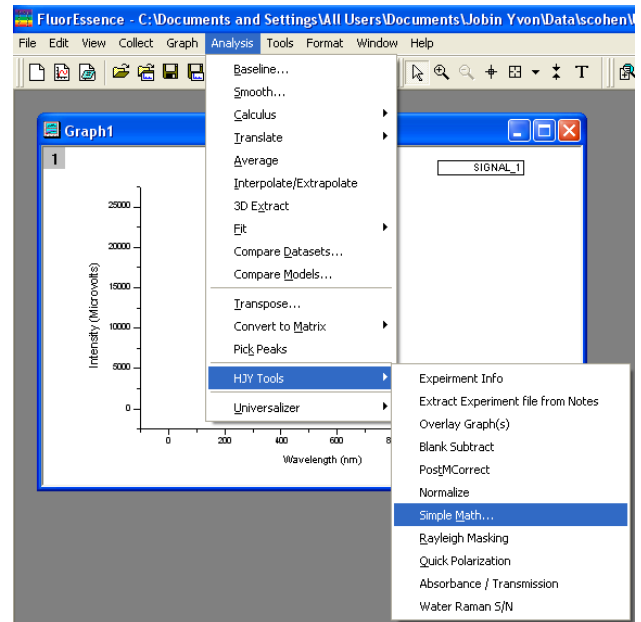 FluorEssence - C:\Documents and Settings\All Users\Documents\Jobin Yvon\Data\scohen\
File Edit View Collect Graph Analysis Tools Format Window Help
Baseline...
Smooth...
Calculus
Translate
Average
Interpolate/Extrapolate
3D Extract
Fit
Compare Datasets...
Compare Models...
Transpose...
Convert to Matrix
Pick Peaks
HJY Tools
Universalizer
T
Graph1
1
SIGNAL_1
25000
20000
15000
10000
5000
0
Intensity (Microvolts)
0 200 400 600 8
Wavelength (nm)
Expeirment Info
Extract Experiment file from Notes
Overlay Graph(s)
Blank Subtract
PostMCorrect
Normalize
Simple Math...
Rayleigh Masking
Quick Polarization
Absorbance / Transmission
Water Raman S/N